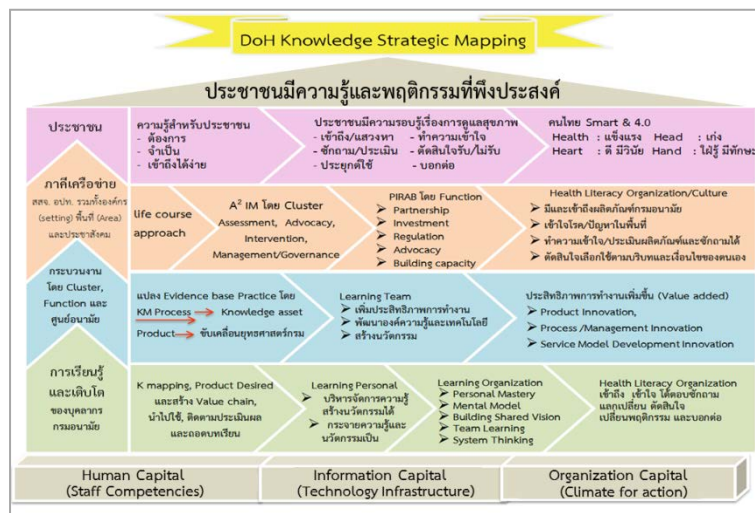 DoH Knowledge Strategic Mapping
ประชาชนมีความรู้และพฤติกรรมที่พึงประสงค์
ประชาชน
ความรู้สำหรับประชาชน
- ต้องการ
- จำเป็น
- เข้าถึงได้ง่าย
ประชาชนมีความรอบรู้เรื่องการดูแลสุขภาพ
- เข้าถึง/แสวงหา - ทำความเข้าใจ
- ซักถาม/ประเมิน - ตัดสินใจรับ/ไม่รับ
- ประยุกต์ใช้ - บอกต่อ
คนไทย Smart & 4.0
Health : แข็งแรง Head : เก่ง
Heart : ดี มีวินัย Hand : ใฝ่รู้ มีทักษะ
ภาคีเครือข่าย
สสจ. อปท. รวมทั้งองค์กร
(setting) พื้นที่ (Area)
และประชาสังคม
life course
approach
A² IM โดย Cluster
Assessment, Advocacy,
Intervention,
Management/Governance
PIRAB โดย Function
➤ Partnership
➤ Investment
➤ Regulation
➤ Advocacy
➤ Building capacity
Health Literacy Organization/Culture
➤ มีและเข้าถึงผลิตภัณฑ์กรมอนามัย
➤ เข้าใจโรค/ปัญหาในพื้นที่
➤ ทำความเข้าใจ/ประเมินผลิตภัณฑ์และซักถามได้
➤ ตัดสินใจเลือกใช้ตามบริบทและเงื่อนไขของตนเอง
กระบวนงาน
โดย Cluster,
Function และ
ศูนย์อนามัย
แปลง Evidence base Practice โดย
KM Process → Knowledge asset
Product → ขับเคลื่อนยุทธศาสตร์กรม
Learning Team
➤ เพิ่มประสิทธิภาพการทำงาน
➤ พัฒนาองค์ความรู้และเทคโนโลยี
➤ สร้างนวัตกรรม
ประสิทธิภาพการทำงานเพิ่มขึ้น (Value added)
➤ Product Innovation,
➤ Process /Management Innovation
➤ Service Model Development Innovation
การเรียนรู้
และเติบโต
ของบุคลากร
กรมอนามัย
K mapping, Product Desired
และสร้าง Value chain,
นำไปใช้, ติดตามประเมินผล
และถอดบทเรียน
Learning Personal
➤ บริหารจัดการความรู้
สร้างนวัตกรรมได้
➤ กระจายความรู้และ
นวัตกรรมเป็น
Learning Organization
➤ Personal Mastery
➤ Mental Model
➤ Building Shared Vision
➤ Team Learning
➤ System Thinking
Health Literacy Organization
เข้าถึง เข้าใจ โต้ตอบซักถาม
แลกเปลี่ยน ตัดสินใจ
เปลี่ยนพฤติกรรม และบอกต่อ
Human Capital
(Staff Competencies)
Information Capital
(Technology Infrastructure)
Organization Capital
(Climate for action)